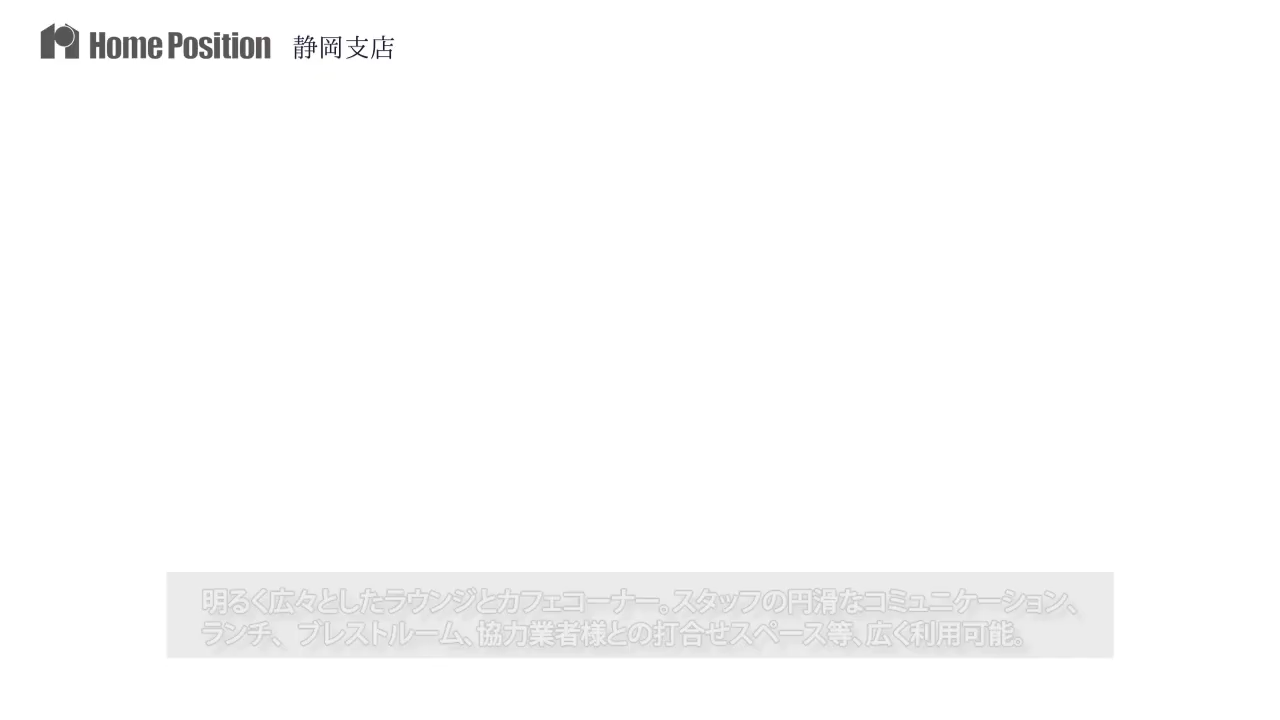 Home Position 静岡支店
明るく広々としたラウンジとカフェコーナー。スタッフの円滑なコミュニケーション、
ランチ、ブレストルーム、協力業者様との打合せスペース等、広く利用可能。